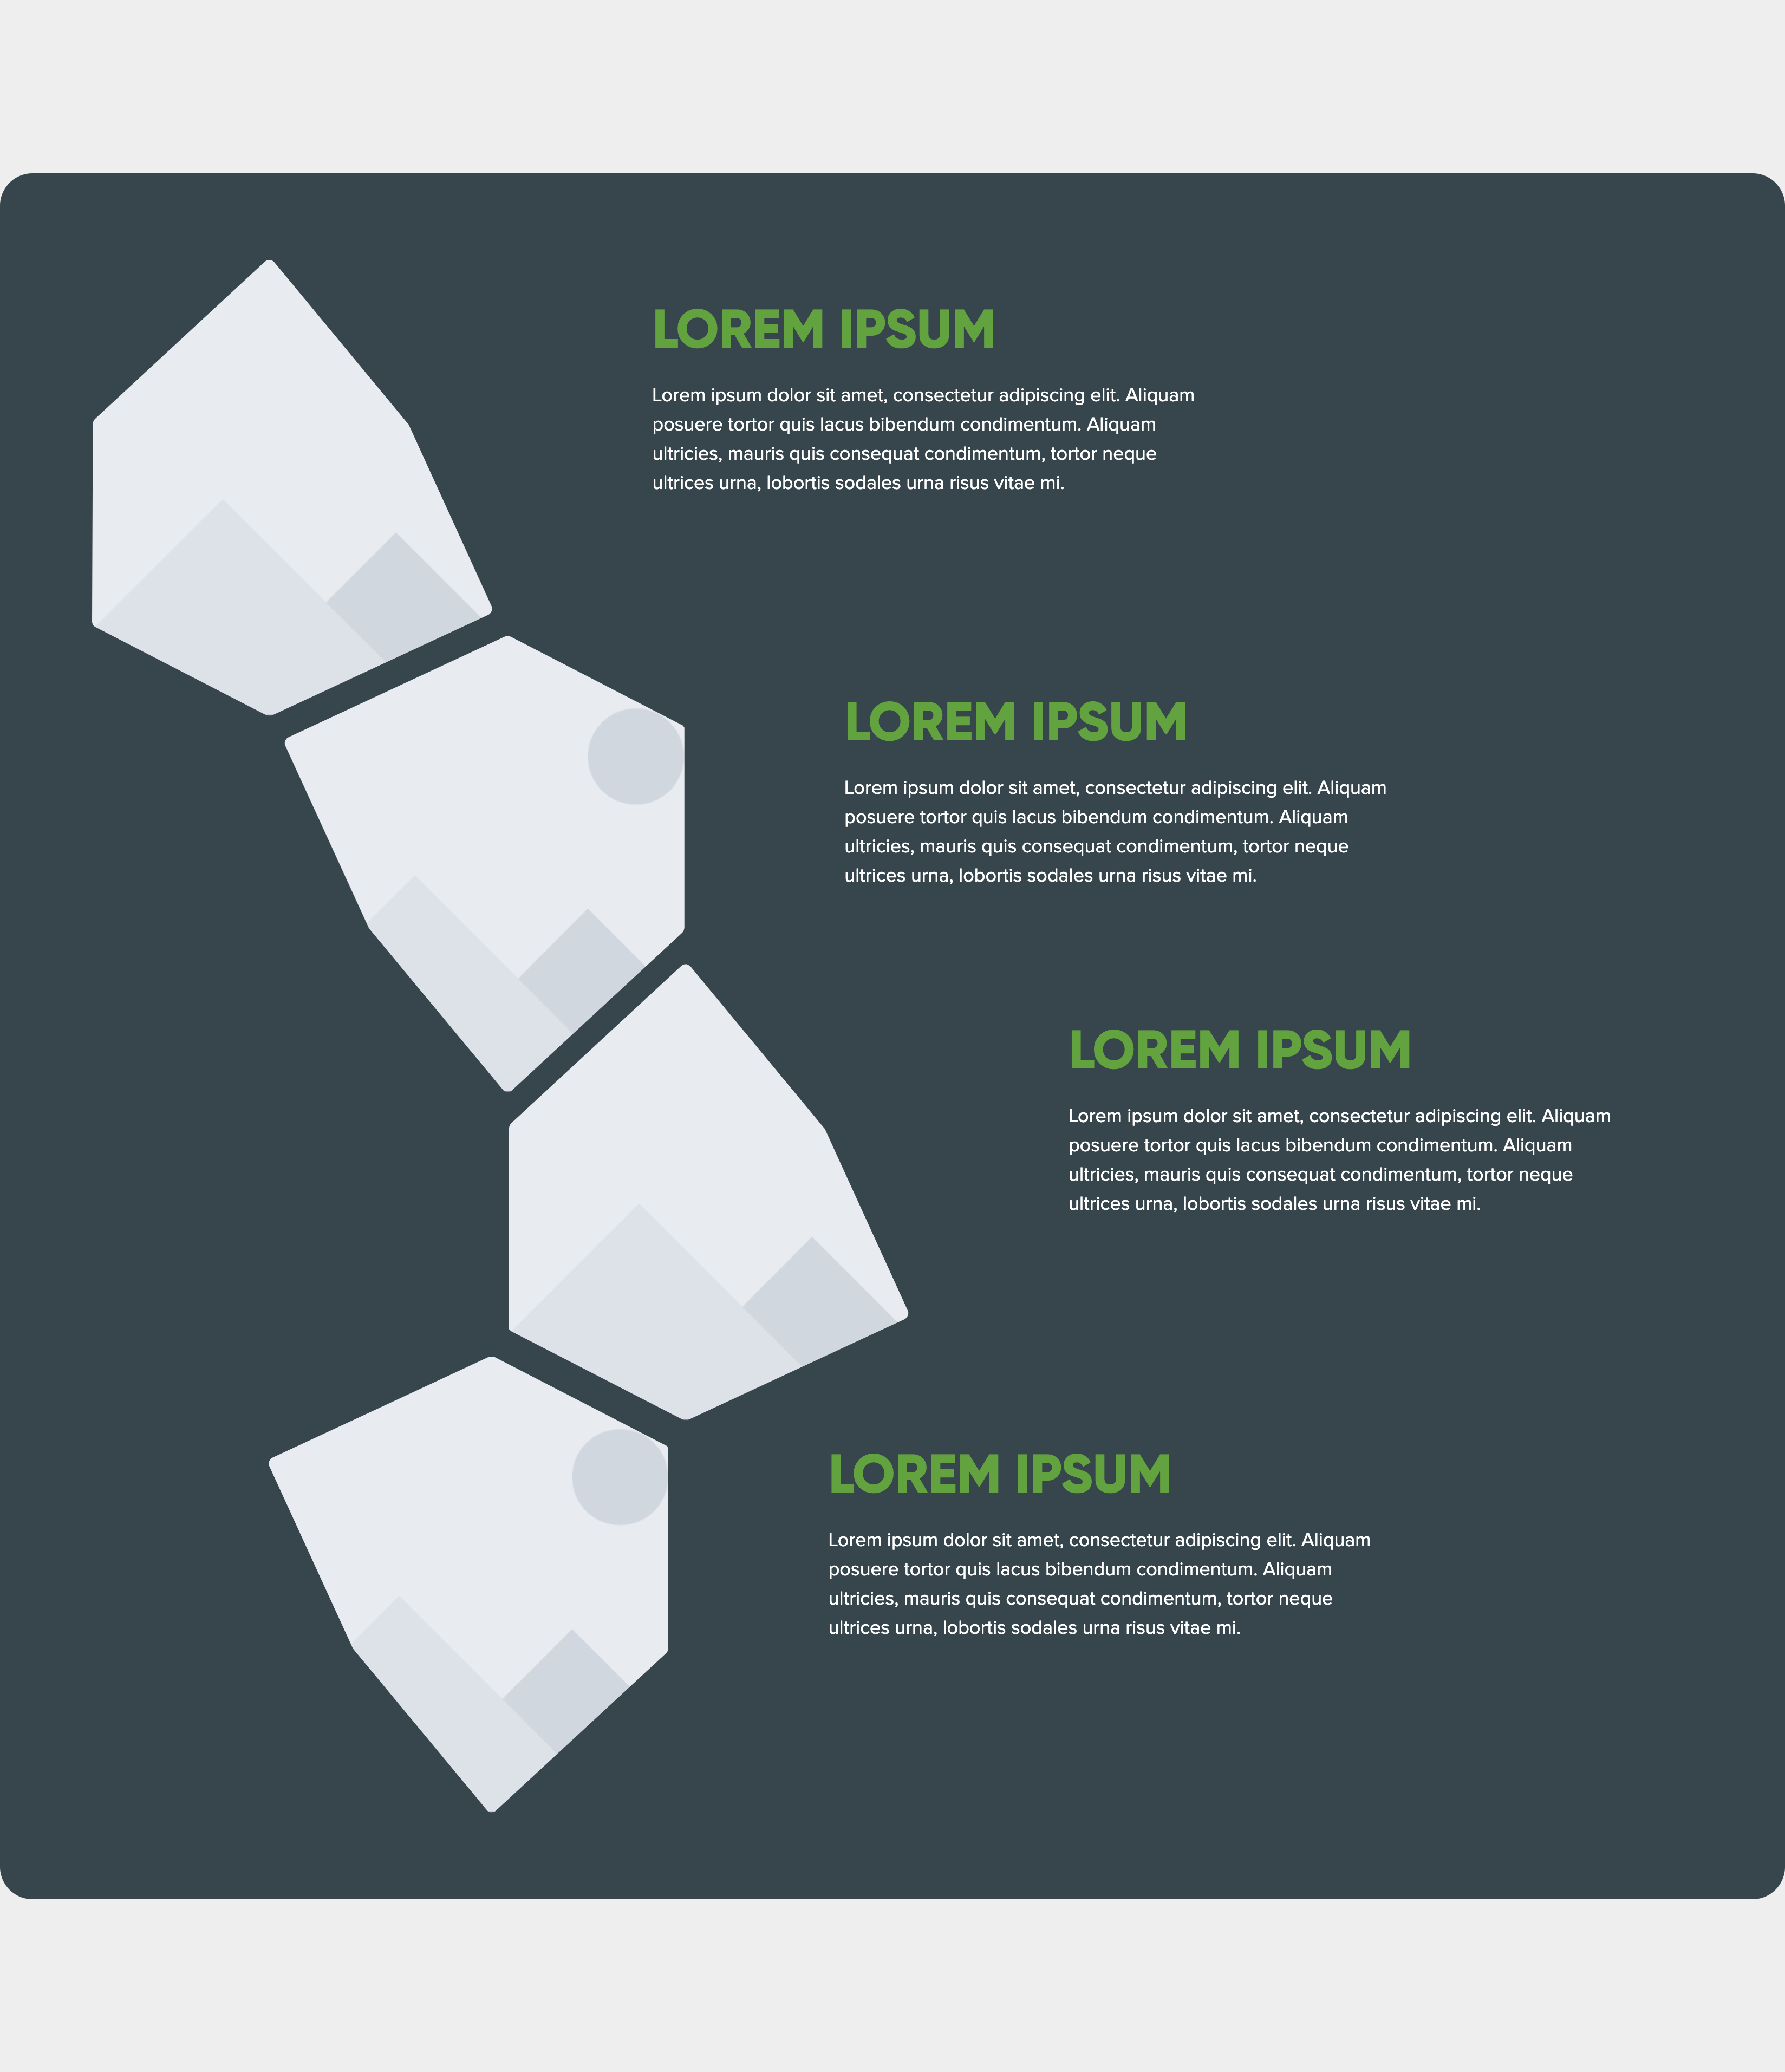 LOREM IPSUM
Lorem ipsum dolor sit amet, consectetur adipiscing elit. Aliquam
posuere tortor quis lacus bibendum condimentum. Aliquam
ultricies, mauris quis consequat condimentum, tortor neque
ultrices urna, lobortis sodales urna risus vitae mi.
LOREM IPSUM
Lorem ipsum dolor sit amet, consectetur adipiscing elit. Aliquam
posuere tortor quis lacus bibendum condimentum. Aliquam
ultricies, mauris quis consequat condimentum, tortor neque
ultrices urna, lobortis sodales urna risus vitae mi.
LOREM IPSUM
Lorem ipsum dolor sit amet, consectetur adipiscing elit. Aliquam
posuere tortor quis lacus bibendum condimentum. Aliquam
ultricies, mauris quis consequat condimentum, tortor neque
ultrices urna, lobortis sodales urna risus vitae mi.
LOREM IPSUM
Lorem ipsum dolor sit amet, consectetur adipiscing elit. Aliquam
posuere tortor quis lacus bibendum condimentum. Aliquam
ultricies, mauris quis consequat condimentum, tortor neque
ultrices urna, lobortis sodales urna risus vitae mi.